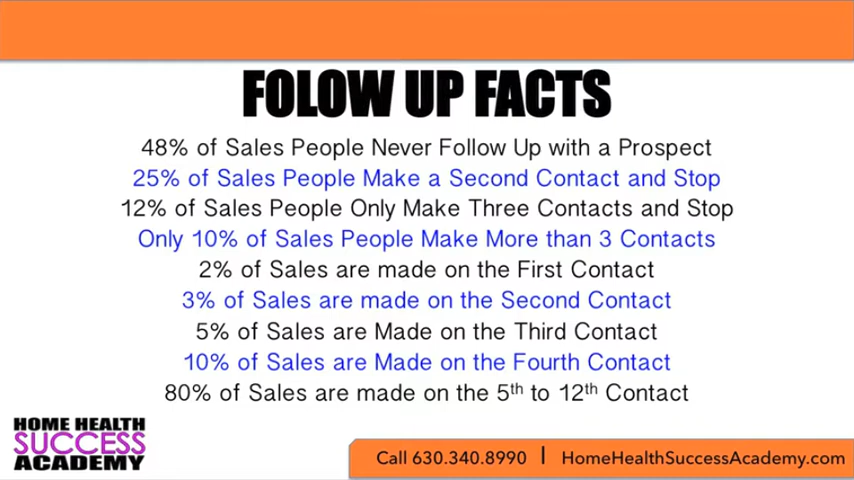 FOLOW UP FACTS
48% of Sales People Never Follow Up with a Prospect
25% of Sales People Make a Second Contact and Stop
12% of Sales People Only Make Three Contacts and Stop
Only 10% of Sales People Make More than 3 Contacts
2% of Sales are made on the First Contact
3% of Sales are made on the Second Contact
5% of Sales are Made on the Third Contact
10% of Sales are Made on the Fourth Contact
80% of Sales are made on the 5th to 12th Contact
HOME HEALTH
SUCCESS
ACADEMY
Call 630.340.8990 | HomeHealthSuccessAcademy.com